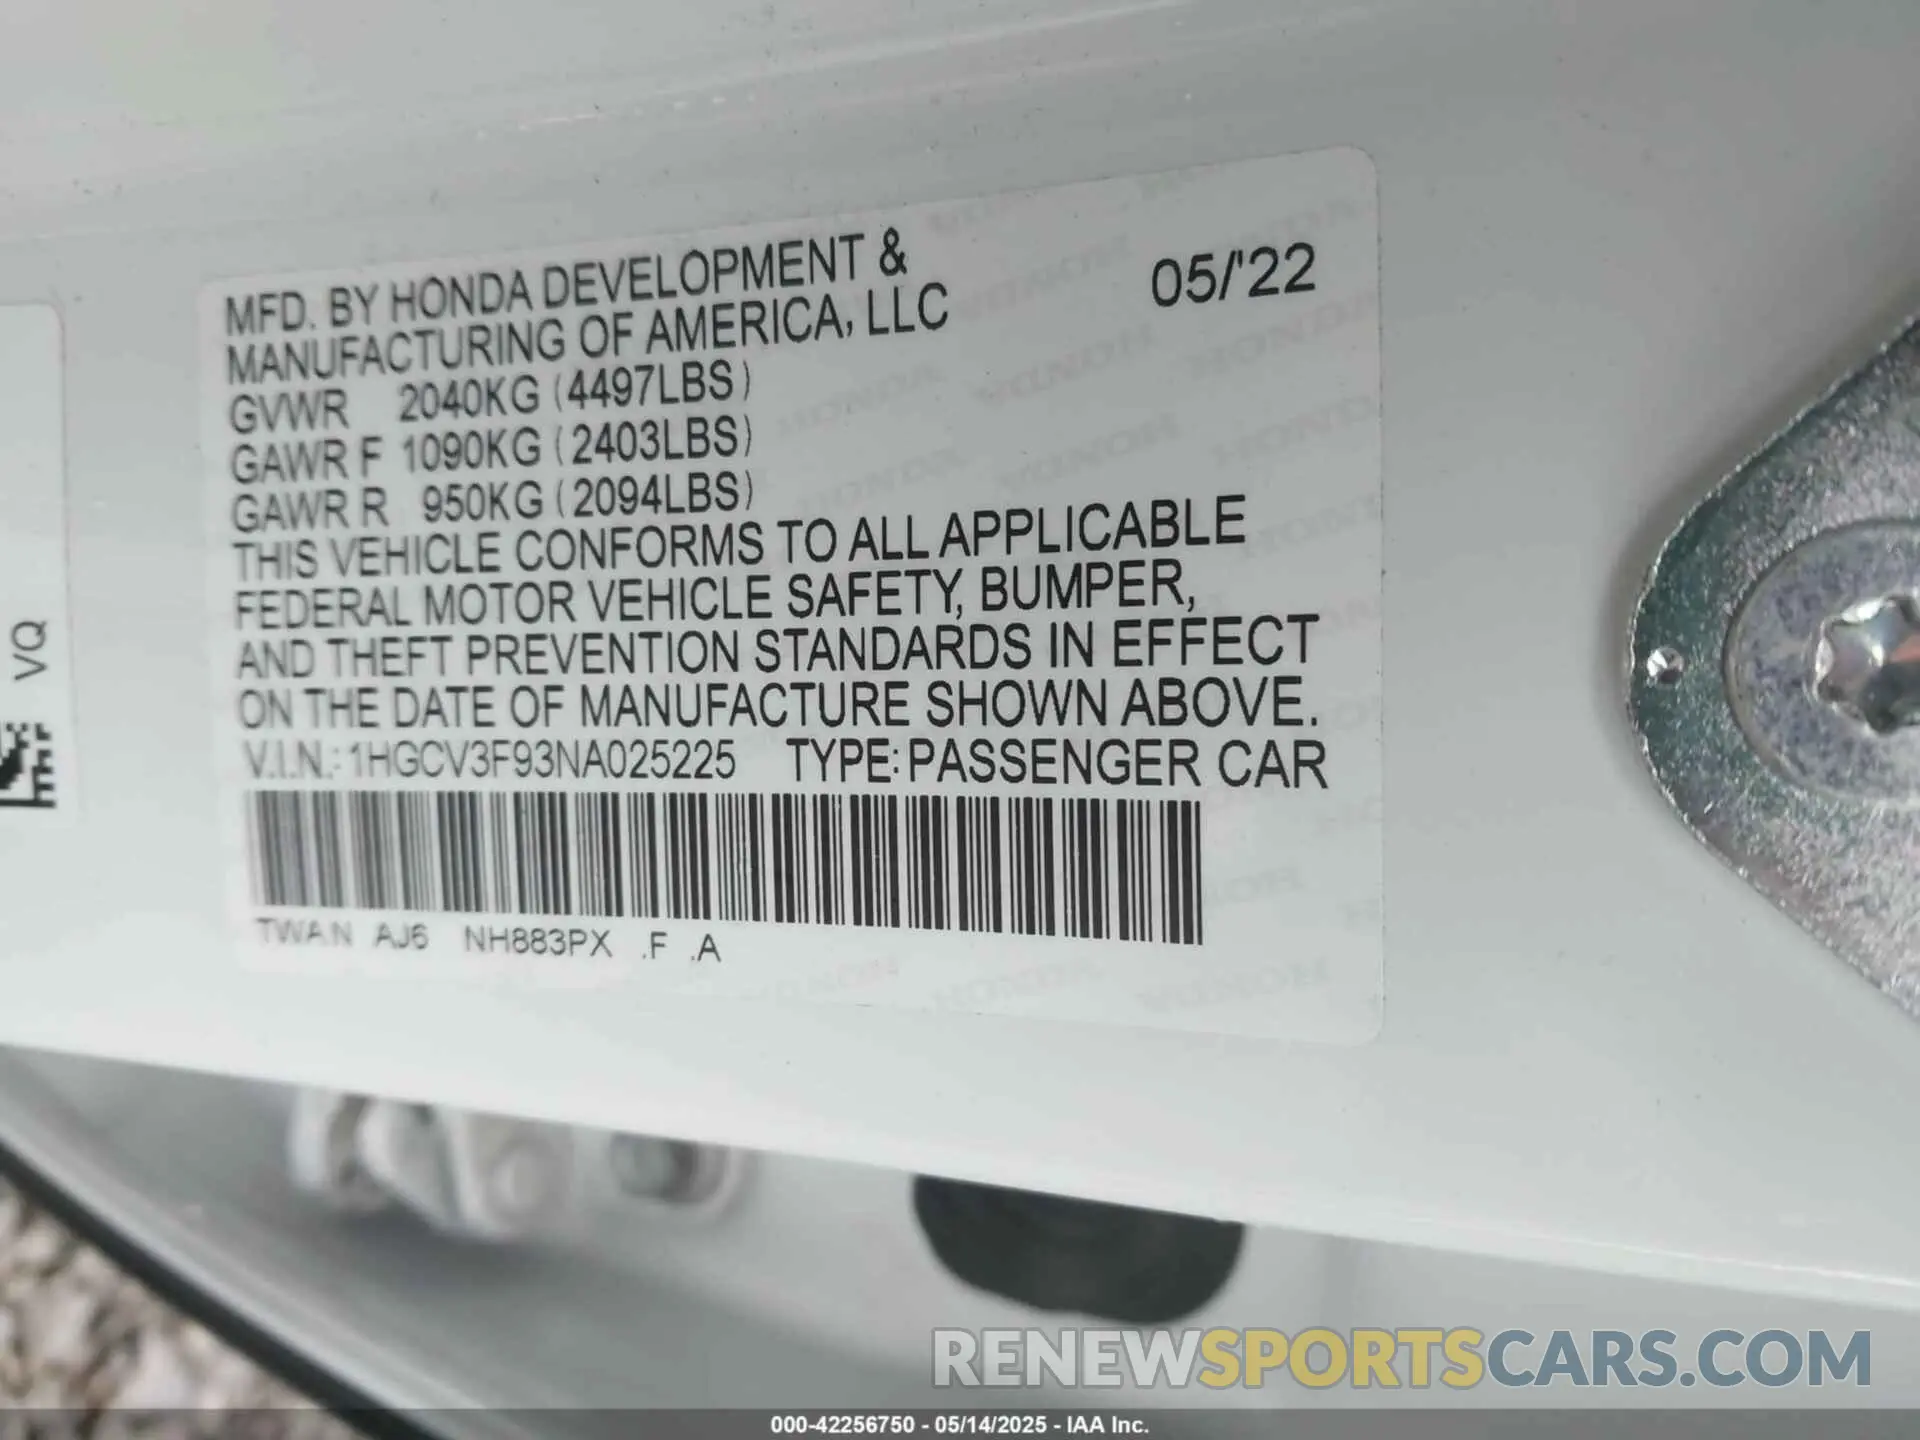 MFD. BY HONDA DEVELOPMENT & 05/'22
MANUFACTURING OF AMERICA, LLC
GVWR 2040KG (4497LBS)
GAWR F 1090KG (2403LBS)
GAWR R 950KG (2094LBS)
THIS VEHICLE CONFORMS TO ALL APPLICABLE
FEDERAL MOTOR VEHICLE SAFETY, BUMPER,
AND THEFT PREVENTION STANDARDS IN EFFECT
ON THE DATE OF MANUFACTURE SHOWN ABOVE.
V.I.N.: 1HGCV3F93NA025225 TYPE: PASSENGER CAR
TWAN AJ6 NH883PX .F .A
VQ
RENEWSPORTSCARS.COM
000-42256750 - 05/14/2025 - IAA Inc.